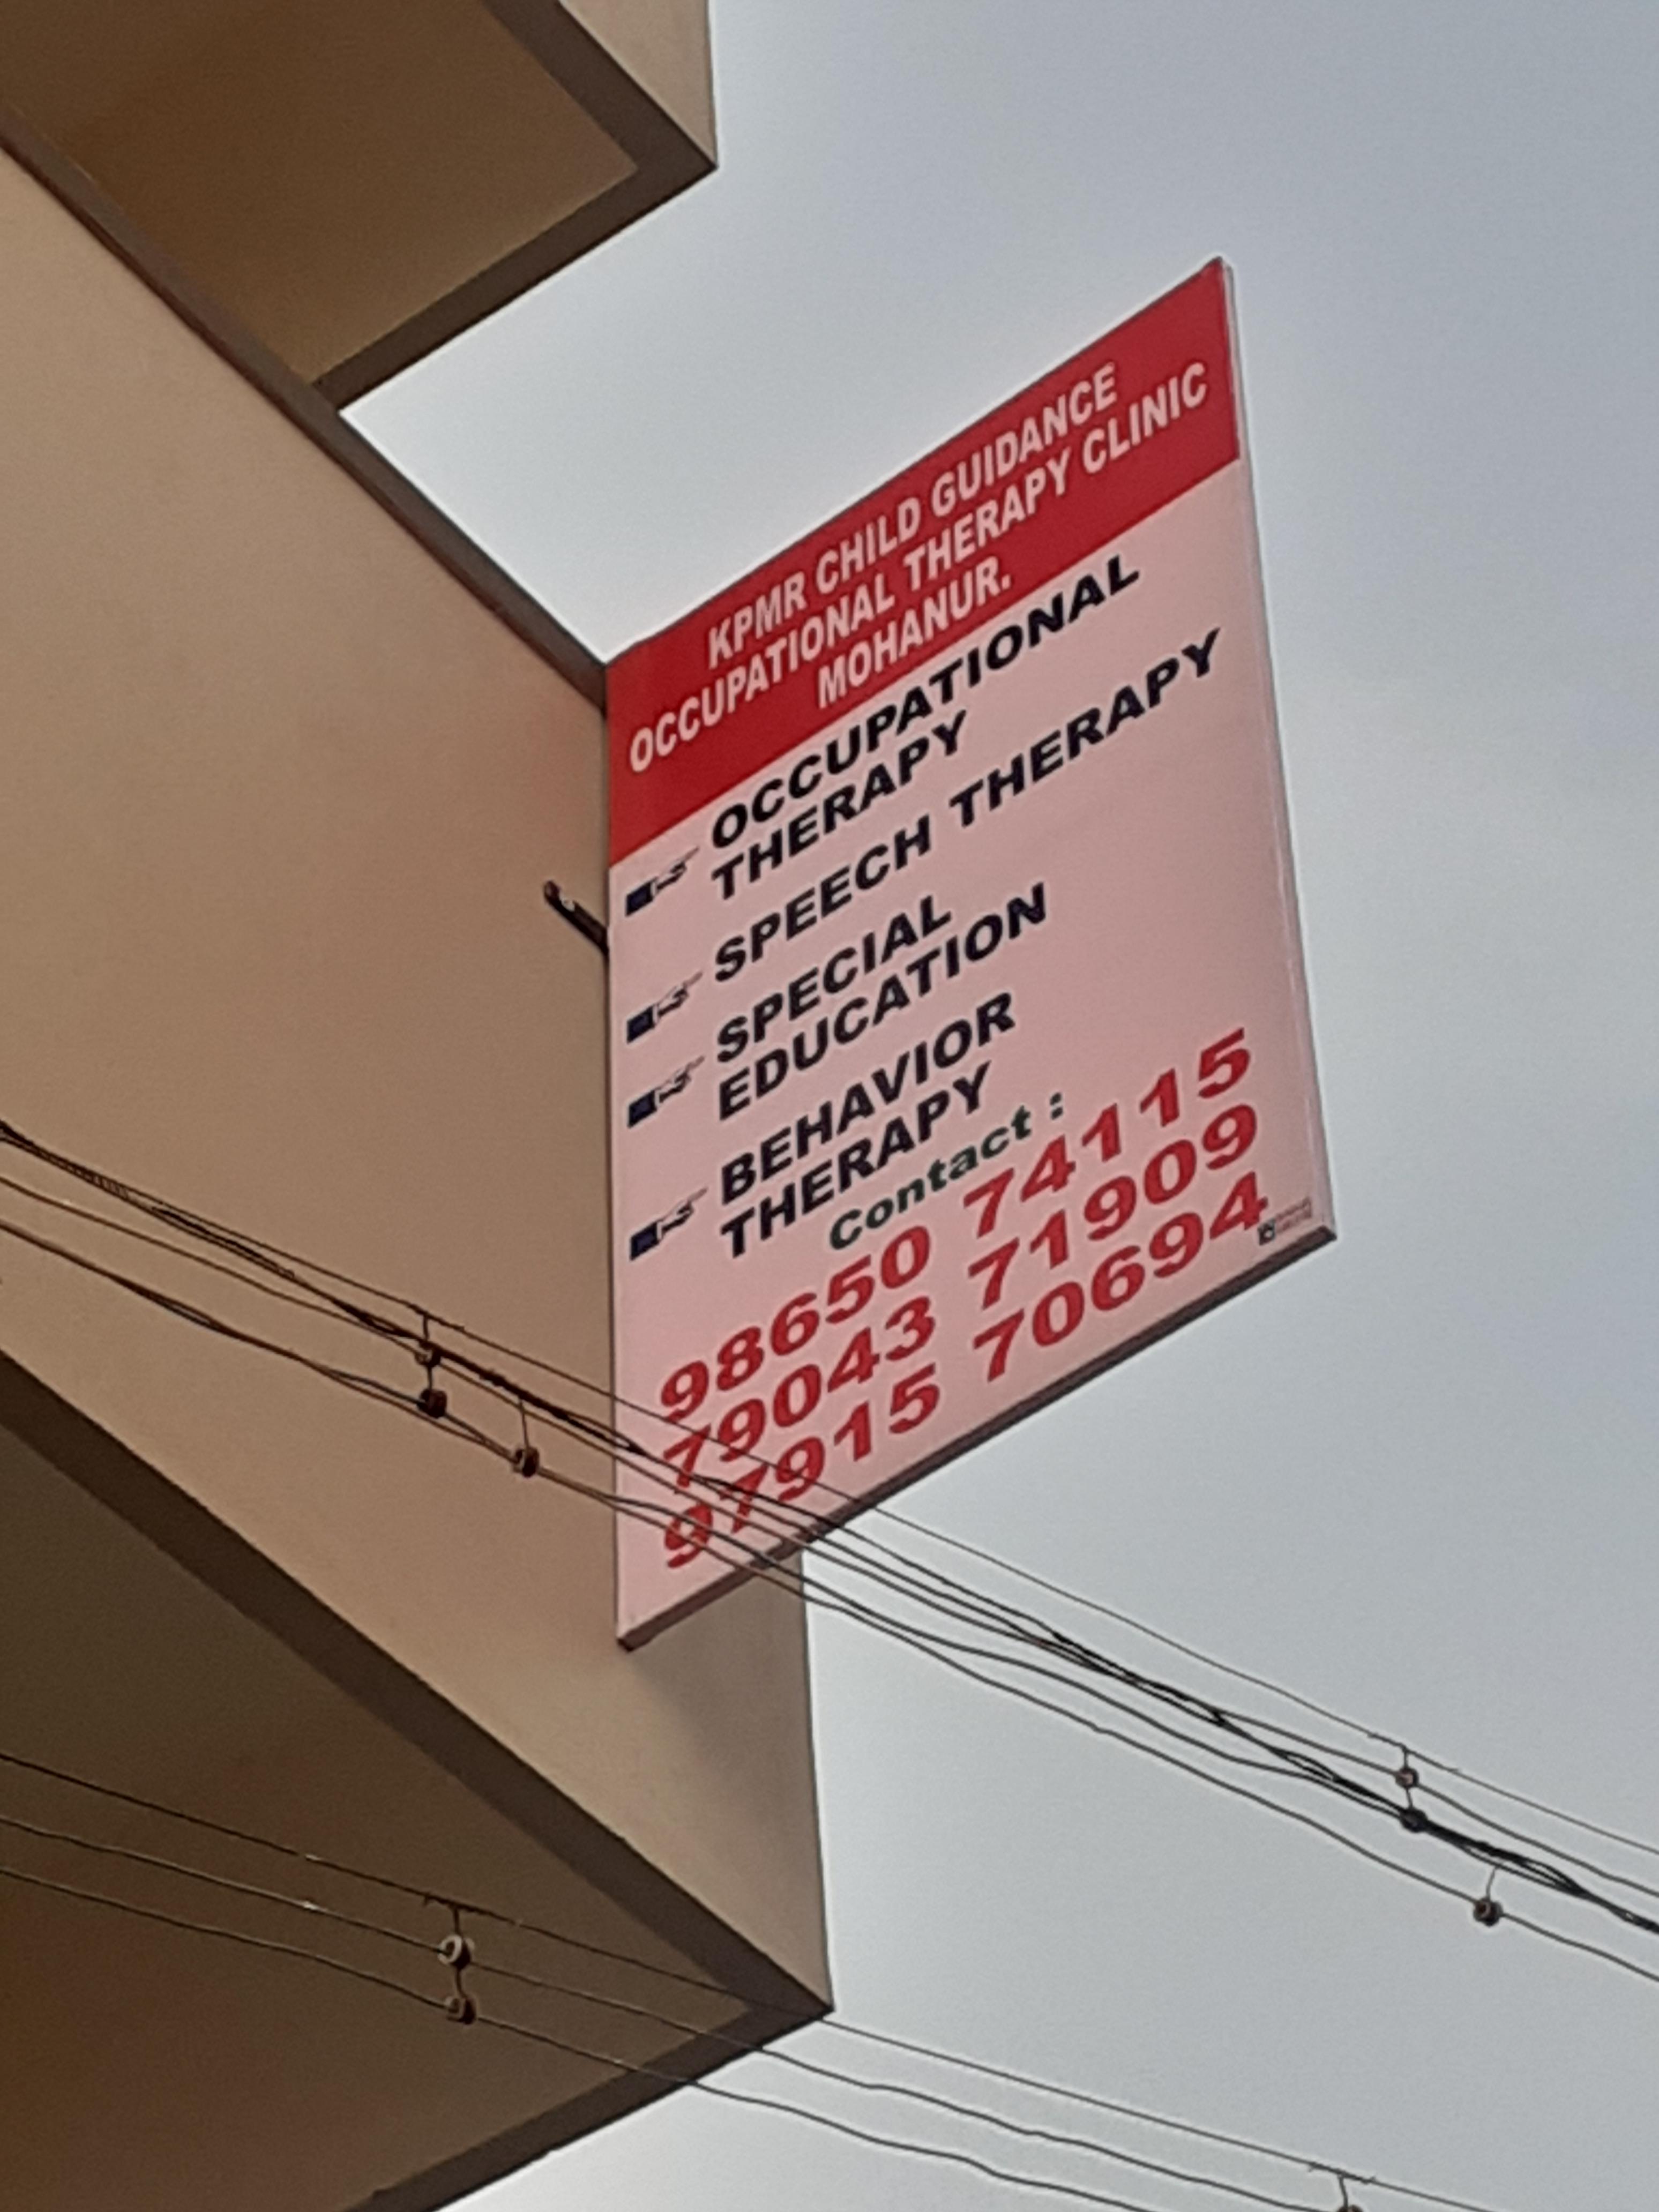 KPMR CHILD GUIDANCE
OCCUPATIONAL THERAPY CLINIC
MOHANUR.
OCCUPATIONAL
THERAPY
SPEECH THERAPY
SPECIAL
EDUCATION
BEHAVIOR
THERAPY
Contact :
98650 74115
79043 71909
97915 70694